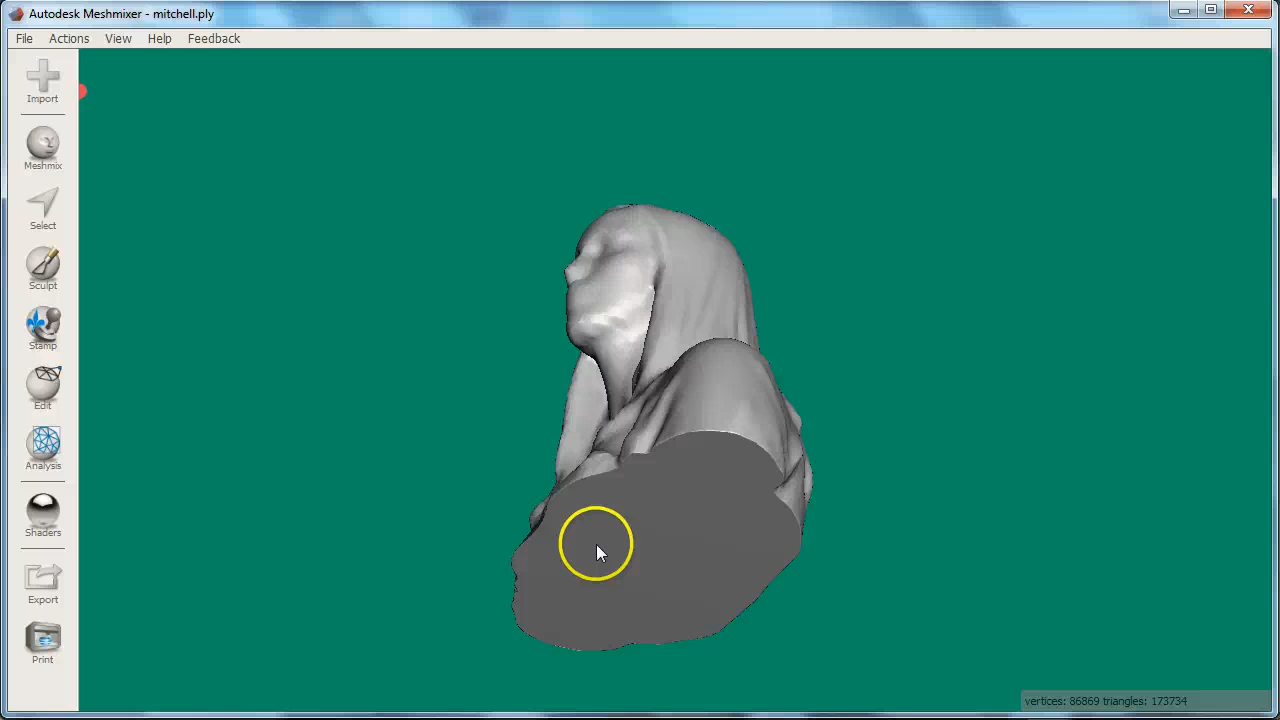 Autodesk Meshmixer - mitchell.ply
File Actions View Help Feedback
Import
Meshmix
Select
Sculpt
Stamp
Edit
Analysis
Shaders
Export
Print
vertices: 86869 triangles: 173734